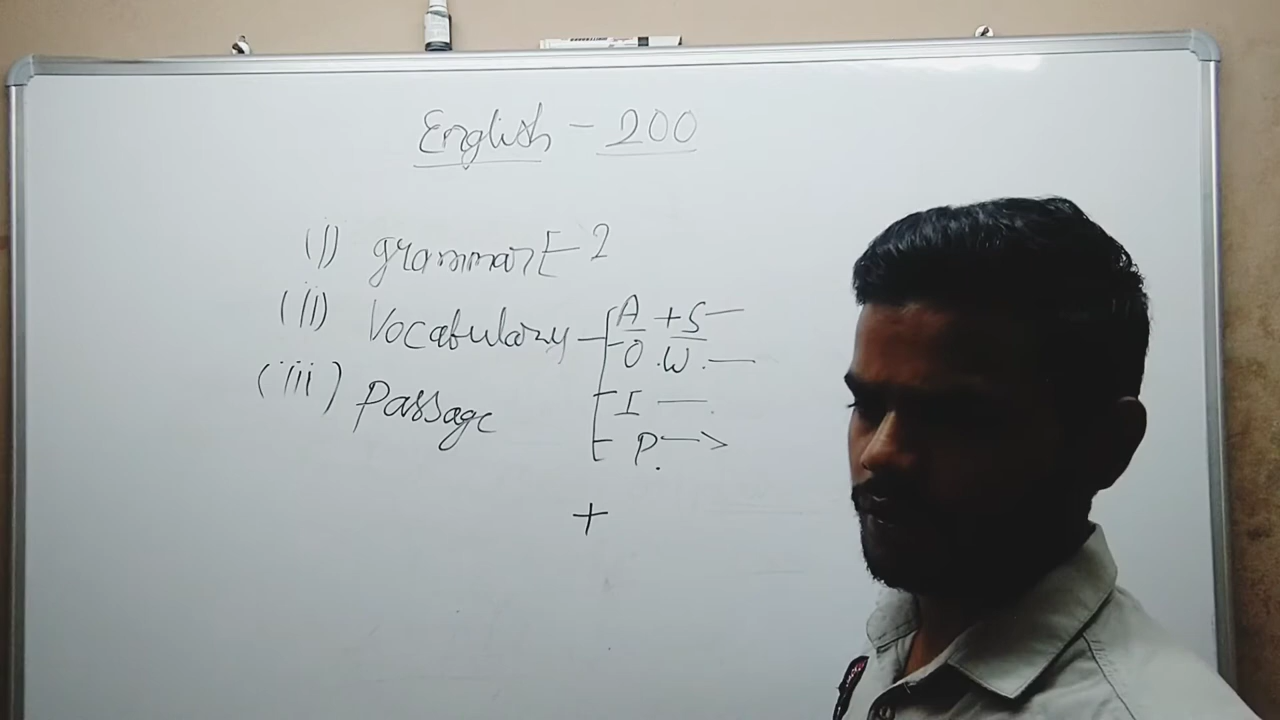 English - 200
(i) grammar - 2
(ii) Vocabulary - A + S -
O.W. -
(iii) Passage
I -
P. →
+